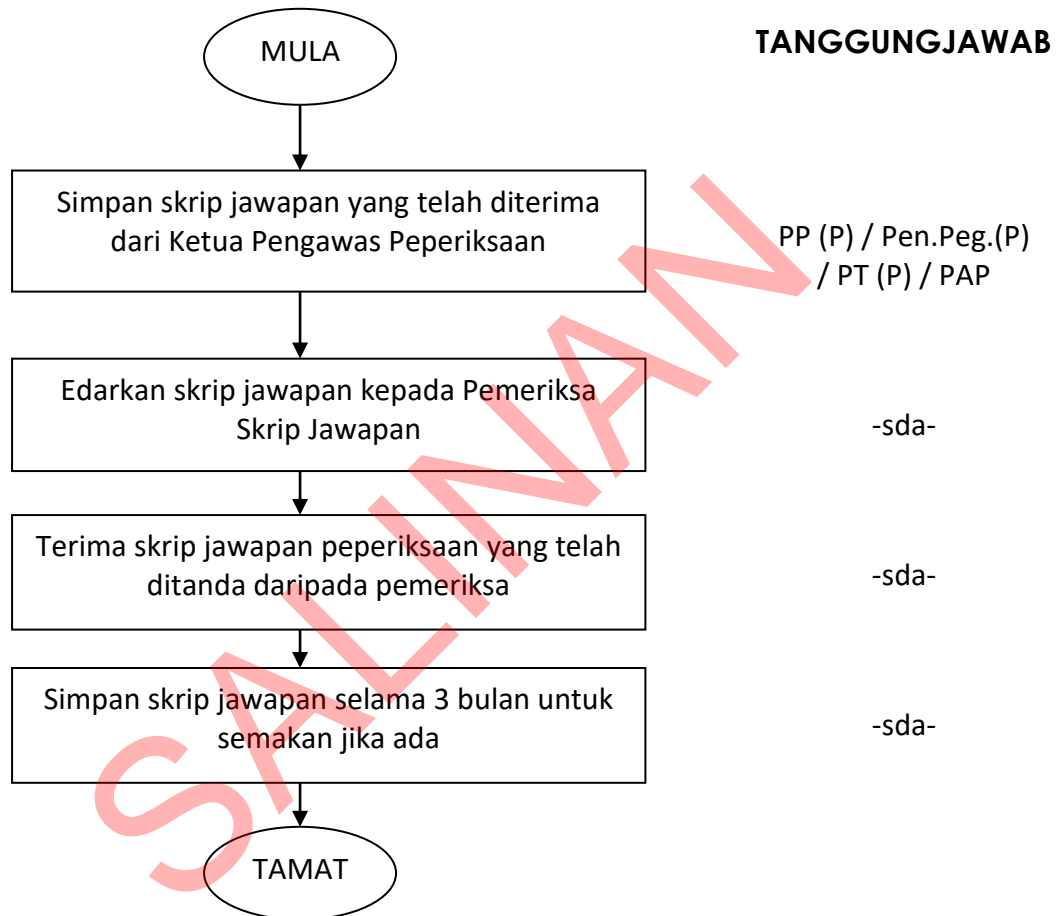 MULA
TANGGUNGJAWAB
Simpan skrip jawapan yang telah diterima
dari Ketua Pengawas Peperiksaan
PP (P) / Pen.Peg.(P)
/ PT (P) / PAP
Edarkan skrip jawapan kepada Pemeriksa
Skrip Jawapan
-sda-
Terima skrip jawapan peperiksaan yang telah
ditanda daripada pemeriksa
-sda-
Simpan skrip jawapan selama 3 bulan untuk
semakan jika ada
-sda-
TAMAT
SALINAN